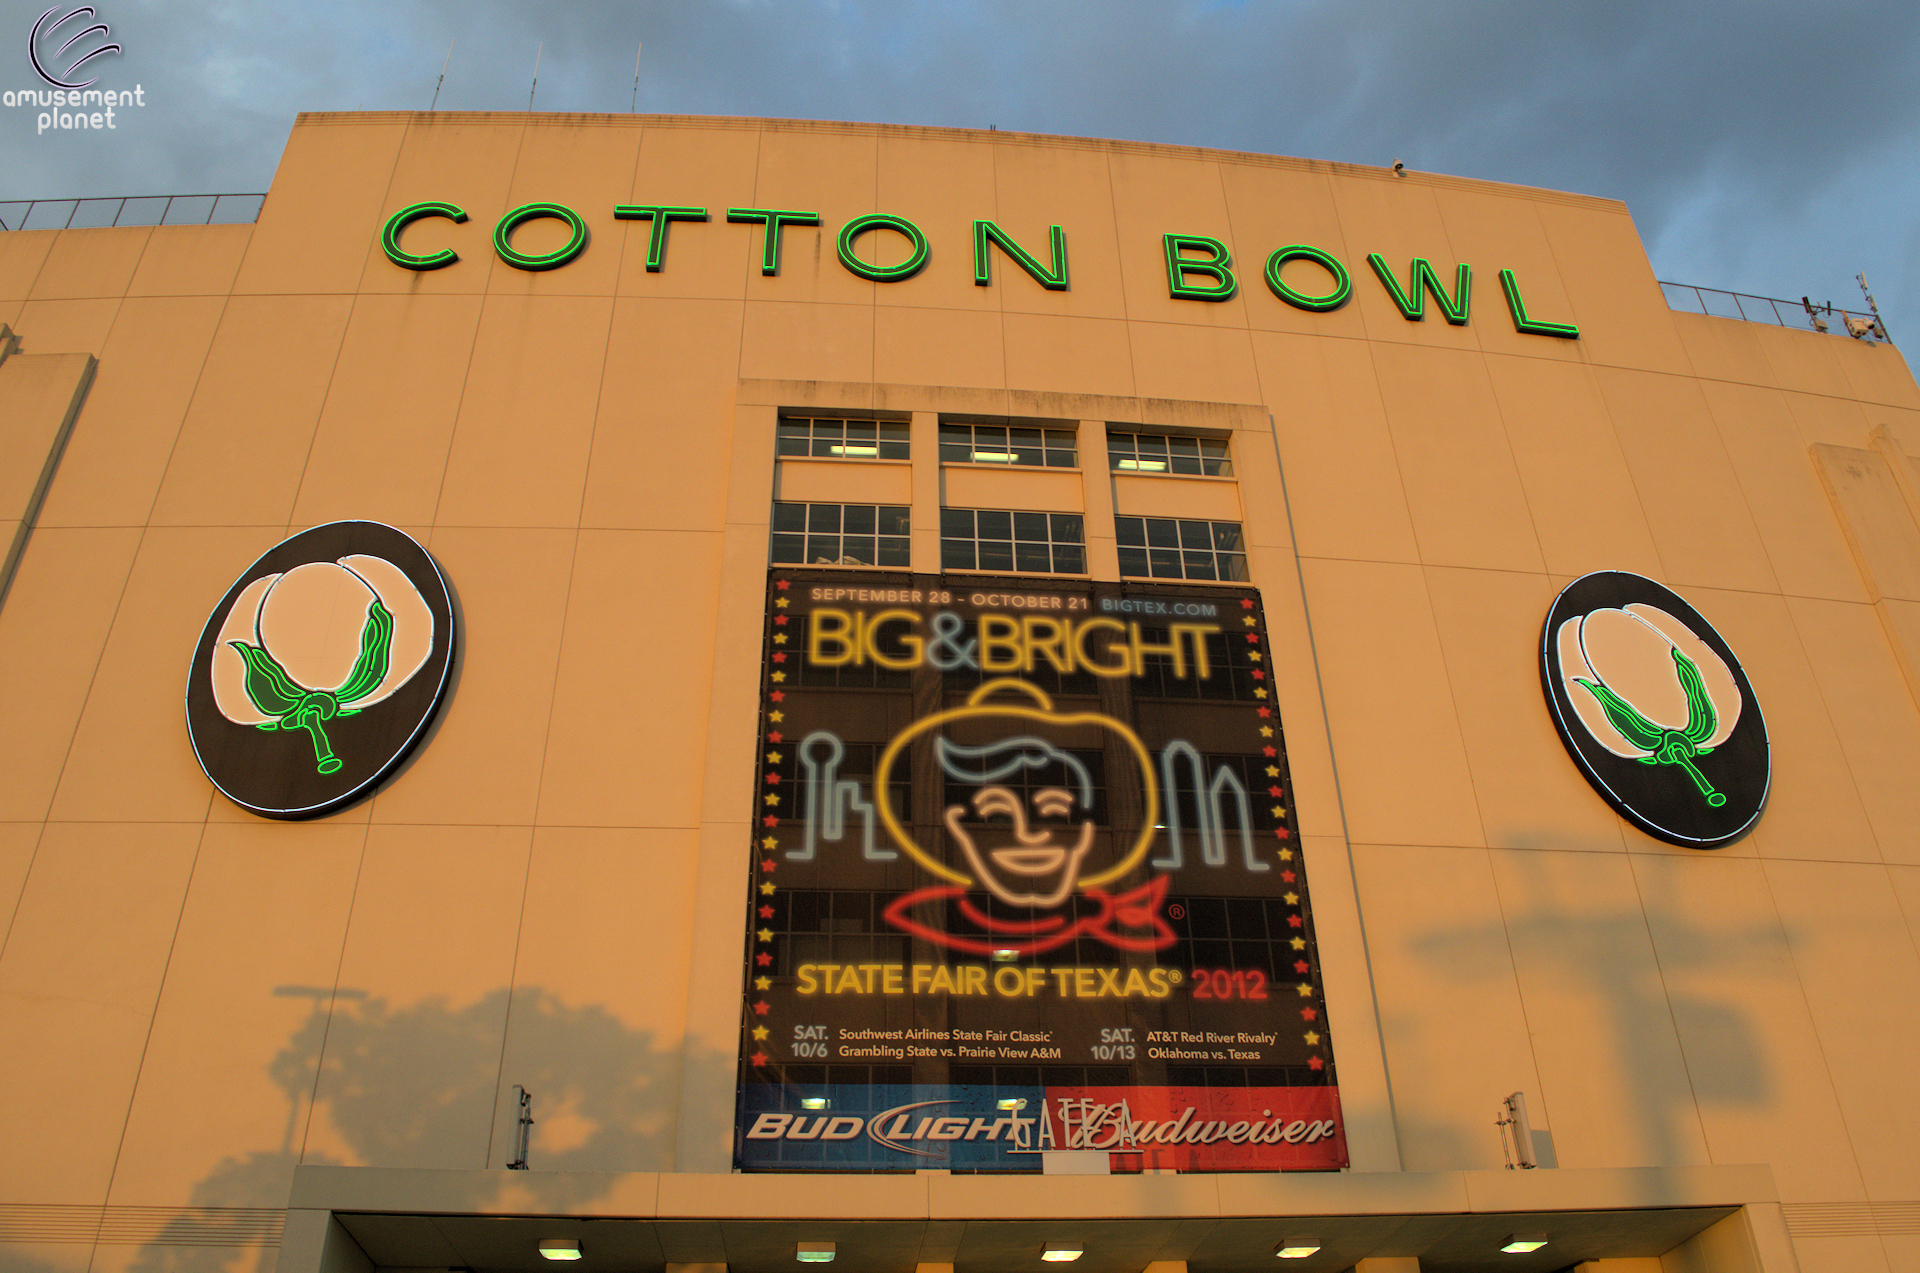 amusement
planet
COTTON BOWL
SEPTEMBER 28 - OCTOBER 21 BIGTEX.COM
BIG&BRIGHT
®
STATE FAIR OF TEXAS® 2012
SAT. Southwest Airlines State Fair Classic
10/6 Grambling State vs. Prairie View A&M
SAT. AT&T Red River Rivalry
10/13 Oklahoma vs. Texas
BUD LIGHT
GATE A
Budweiser